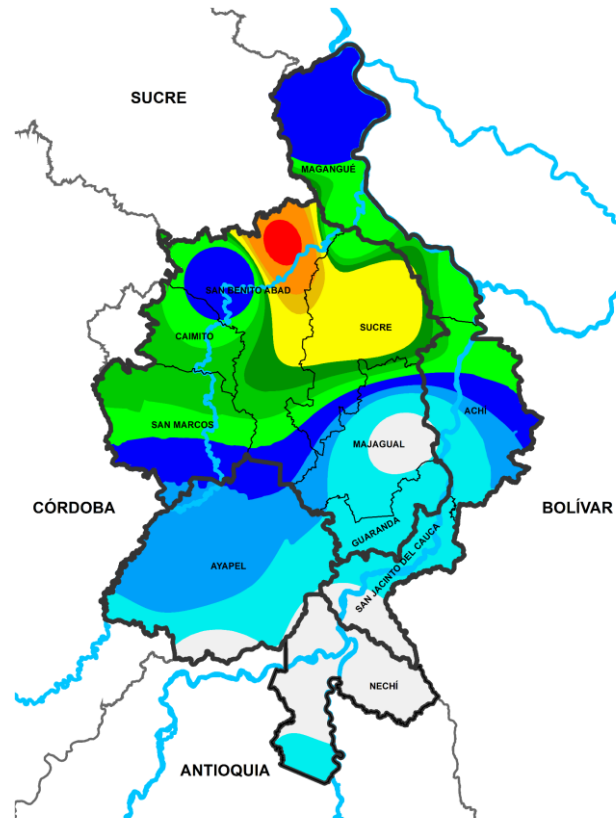 SUCRE
MAGANGUÉ
SAN BENITO ABAD
SUCRE
CAIMITO
ACHÍ
SAN MARCOS
MAJAGUAL
CÓRDOBA
BOLÍVAR
GUARANDA
AYAPEL
SAN JACINTO DEL CAUCA
NECHÍ
ANTIOQUIA